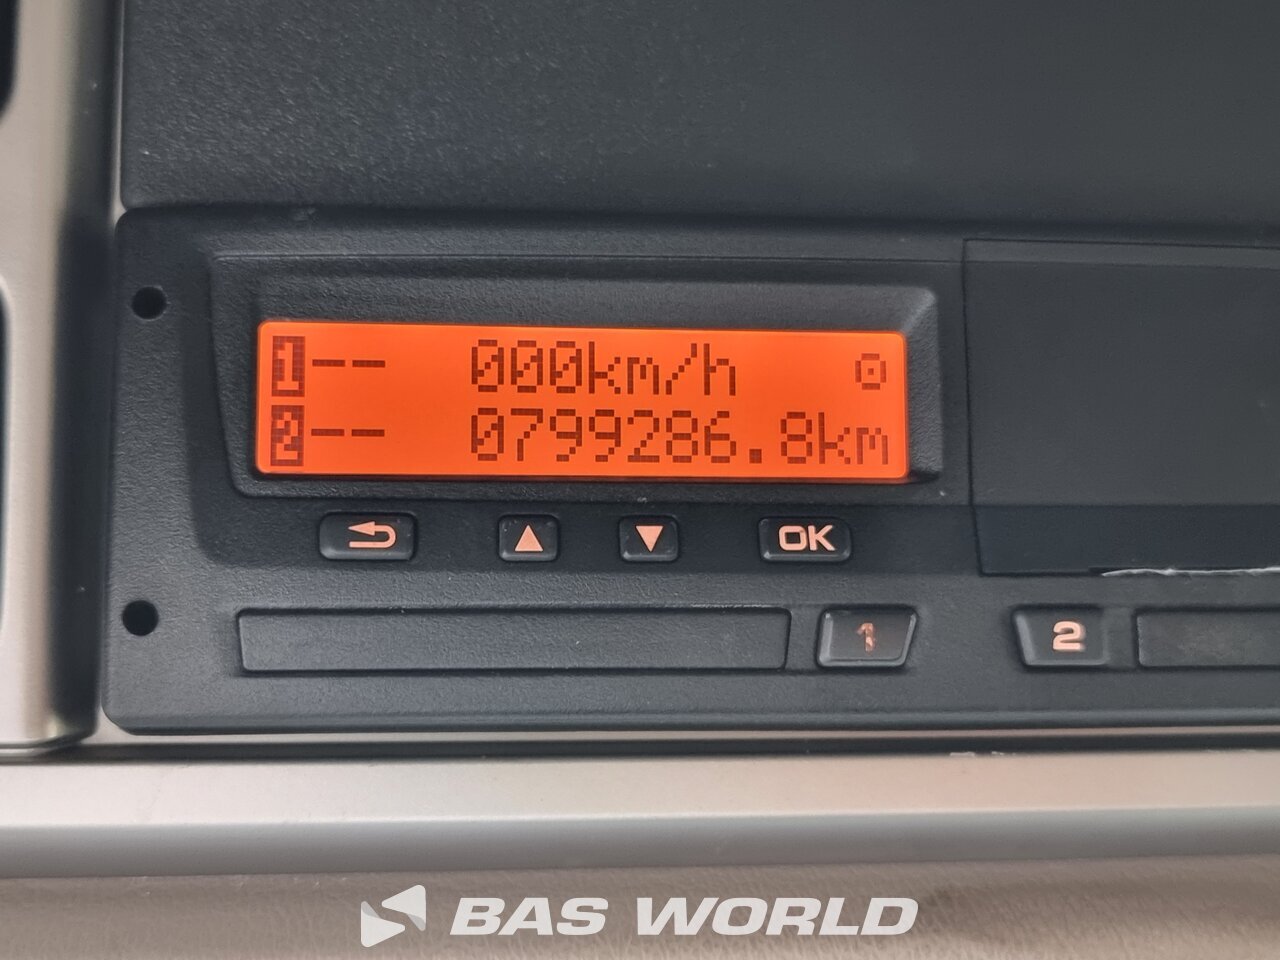 1-- 000km/h
2-- 0799286.8km
OK
1
2
BAS WORLD